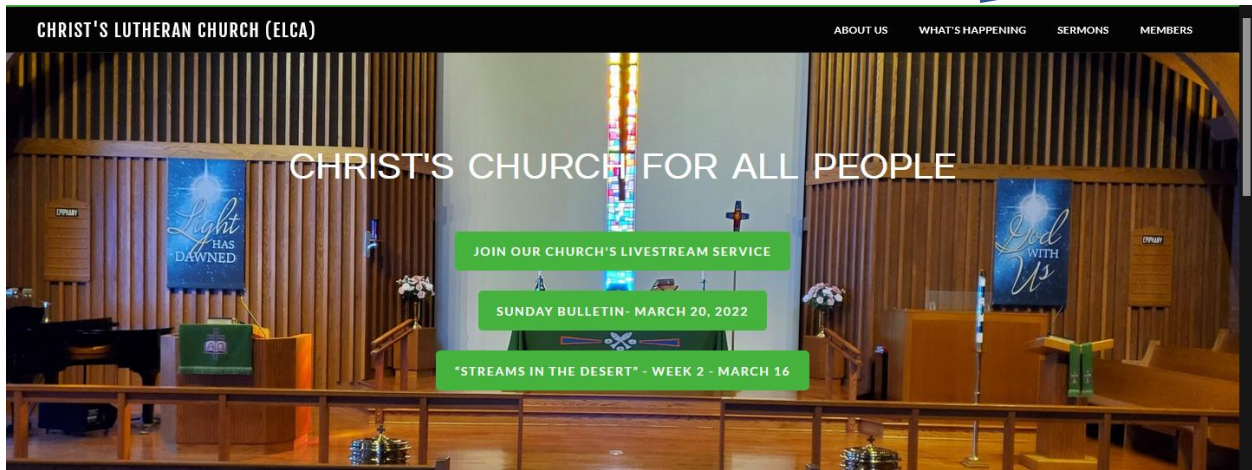 CHRIST'S LUTHERAN CHURCH (ELCA)
ABOUT US
WHAT'S HAPPENING
SERMONS
MEMBERS
CHRIST'S CHURCH FOR ALL PEOPLE
EPIPHANY
Light
HAS
DAWNED
God
WITH
Us
EPIPHANY
JOIN OUR CHURCH'S LIVESTREAM SERVICE
SUNDAY BULLETIN- MARCH 20, 2022
"STREAMS IN THE DESERT" - WEEK 2 - MARCH 16